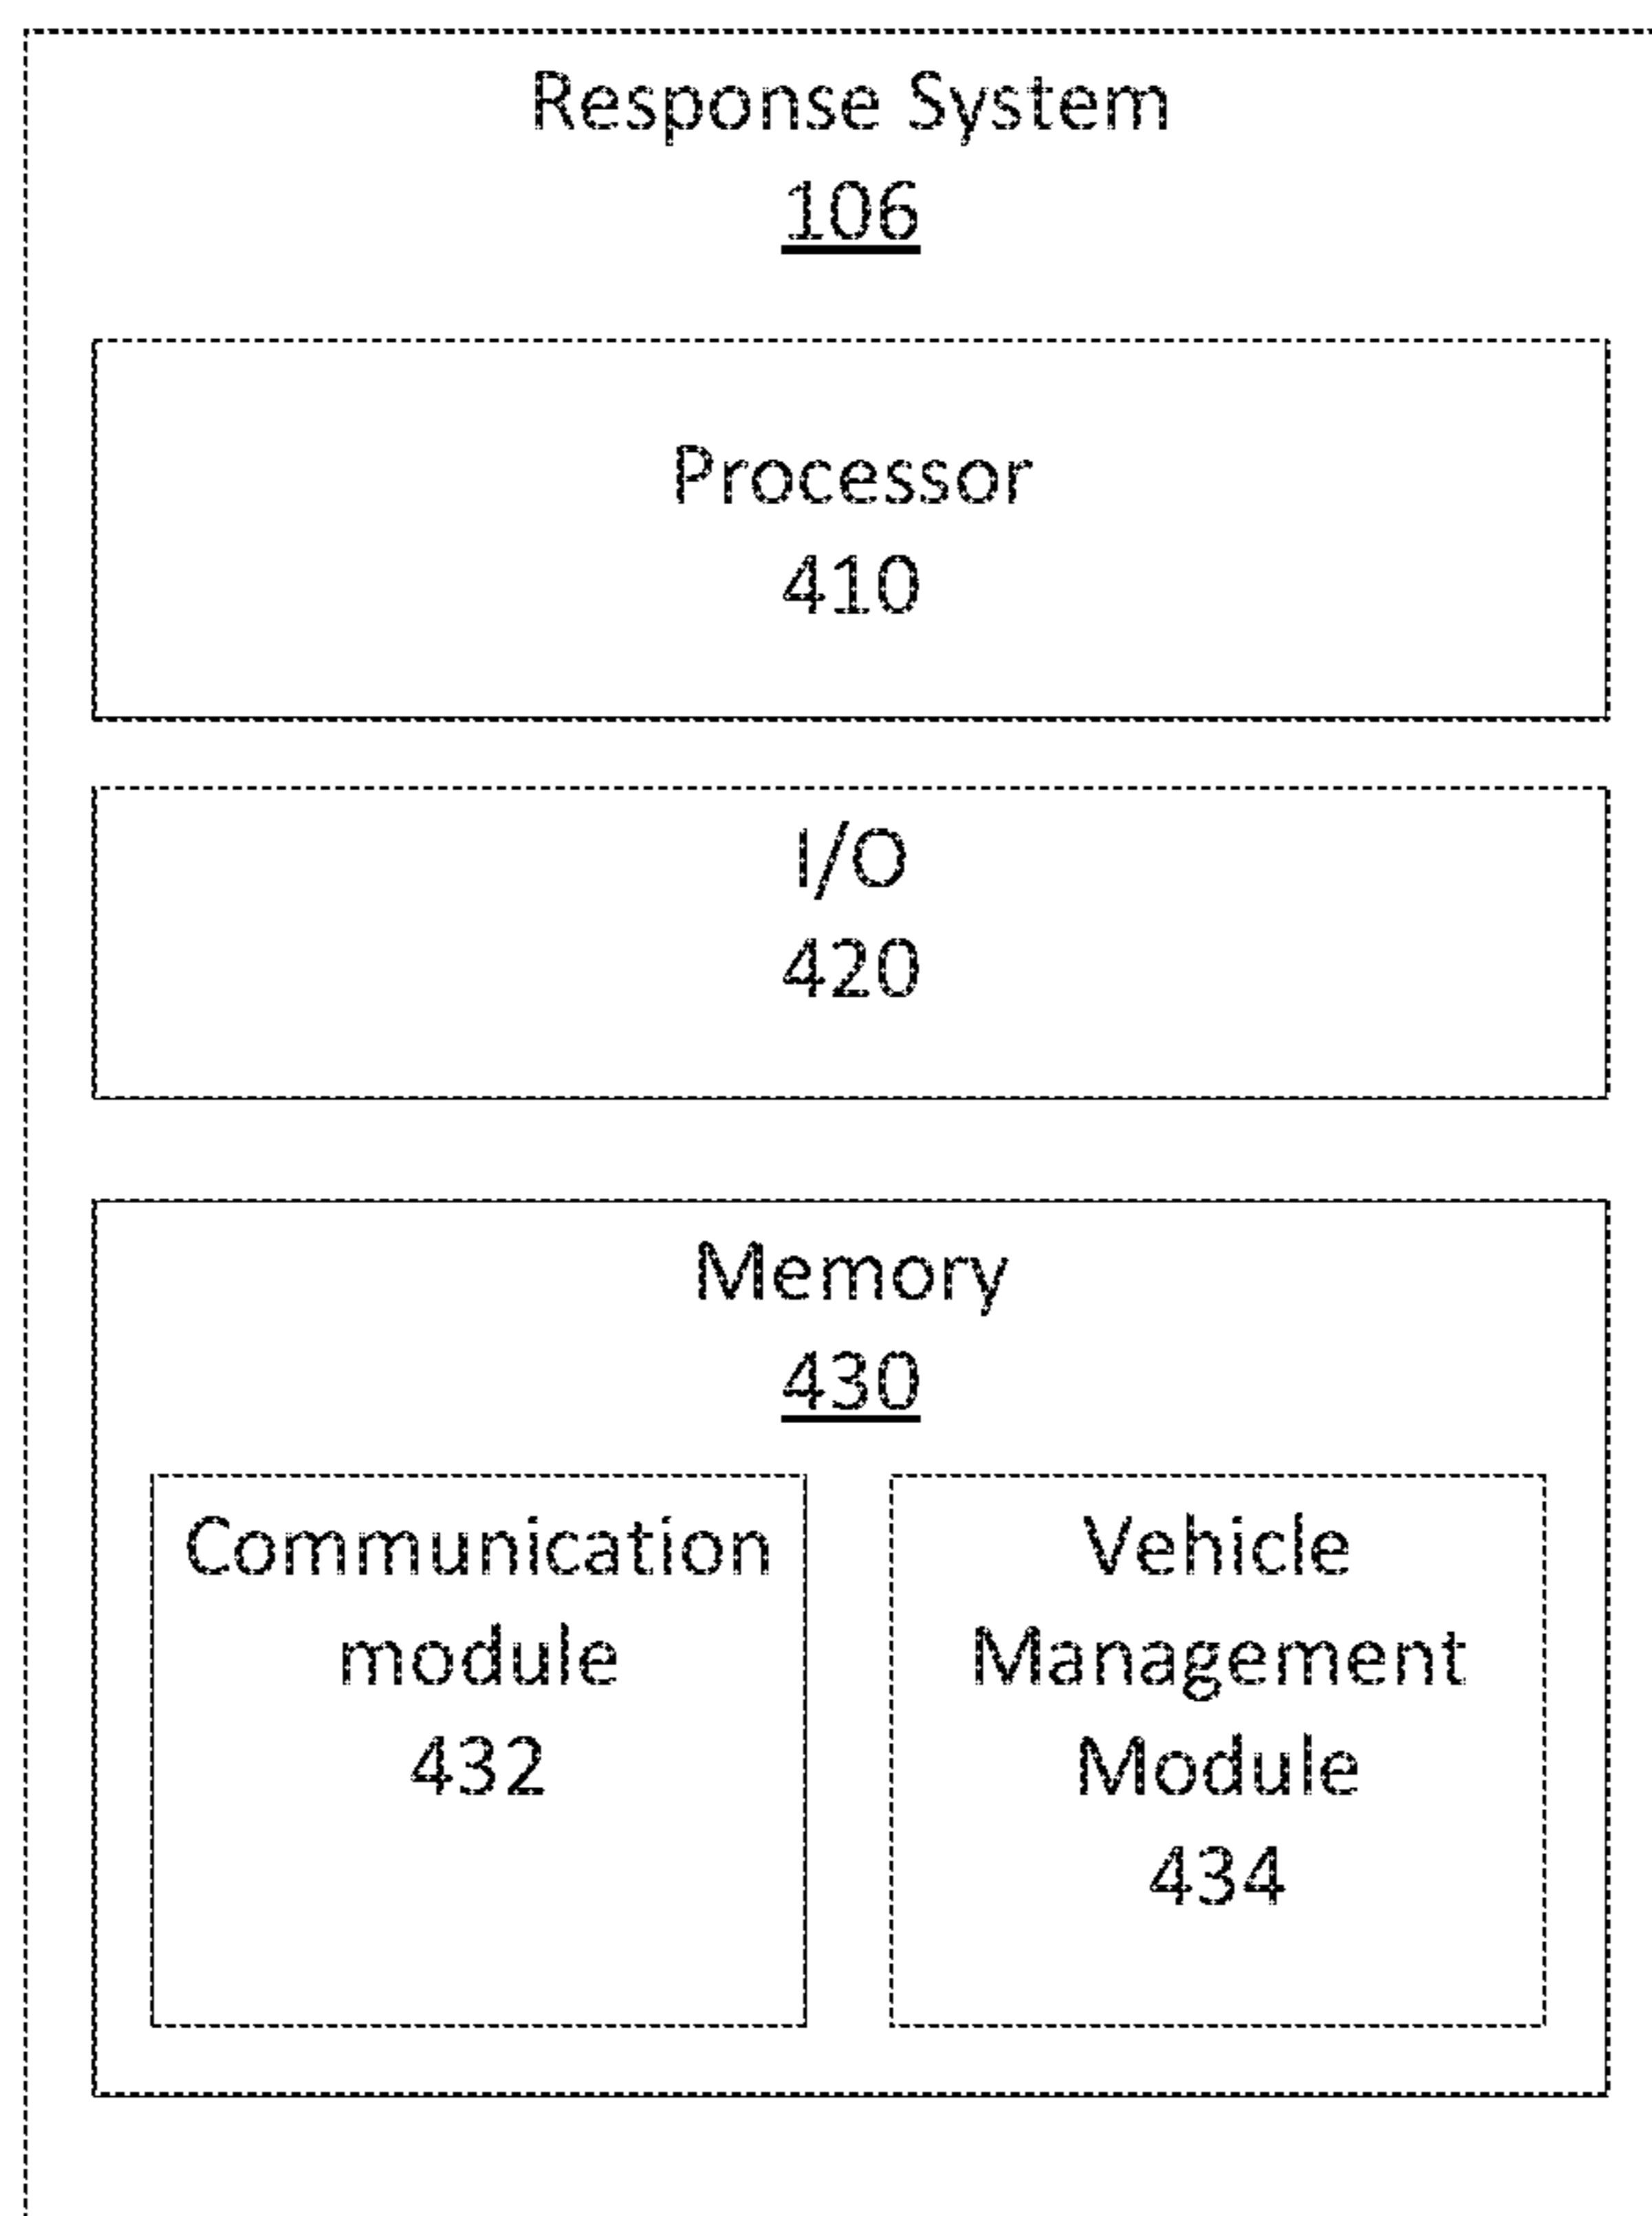 Response System
106
Processor
410
I/O
420
Memory
430
Communication
module
432
Vehicle
Management
Module
434